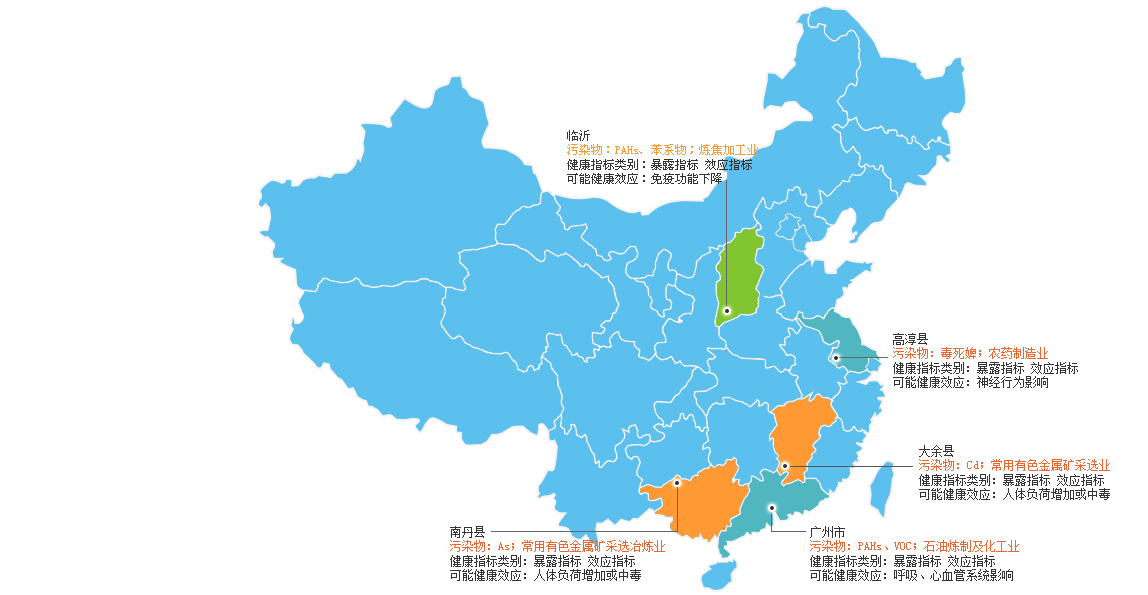 临沂
污染物：PAHs、苯系物；炼焦加工业
健康指标类别：暴露指标 效应指标
可能健康效应：免疫功能下降
高淳县
污染物：毒死蜱；农药制造业
健康指标类别：暴露指标 效应指标
可能健康效应：神经行为影响
大余县
污染物：Cd；常用有色金属矿采选业
健康指标类别：暴露指标 效应指标
可能健康效应：人体负荷增加或中毒
南丹县
污染物：As；常用有色金属矿采选冶炼业
健康指标类别：暴露指标 效应指标
可能健康效应：人体负荷增加或中毒
广州市
污染物：PAHs、VOC；石油炼制及化工业
健康指标类别：暴露指标 效应指标
可能健康效应：呼吸、心血管系统影响